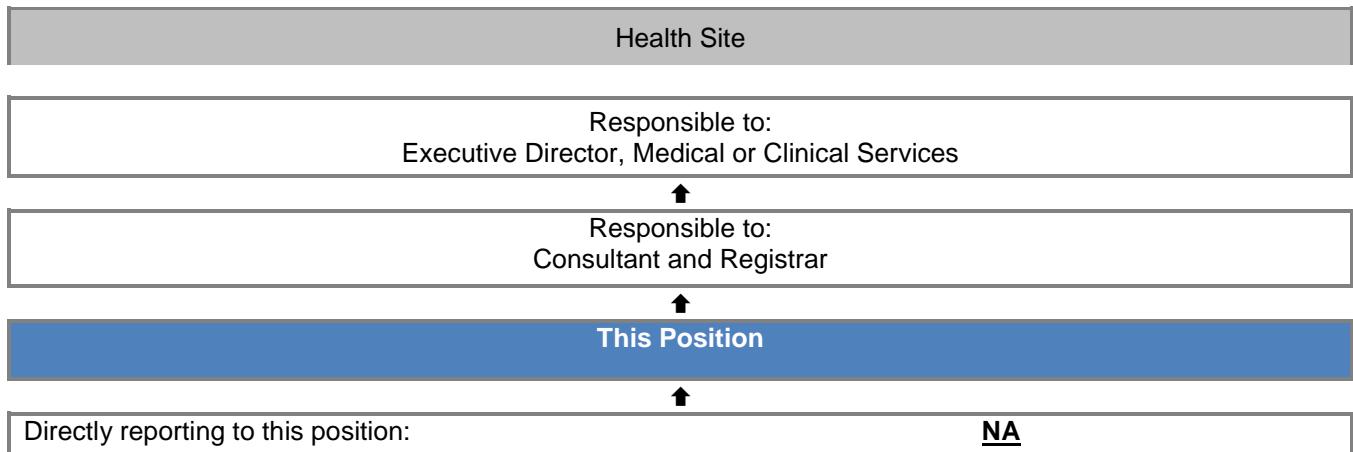 Health Site
Responsible to:
Executive Director, Medical or Clinical Services
Responsible to:
Consultant and Registrar
This Position
Directly reporting to this position: NA